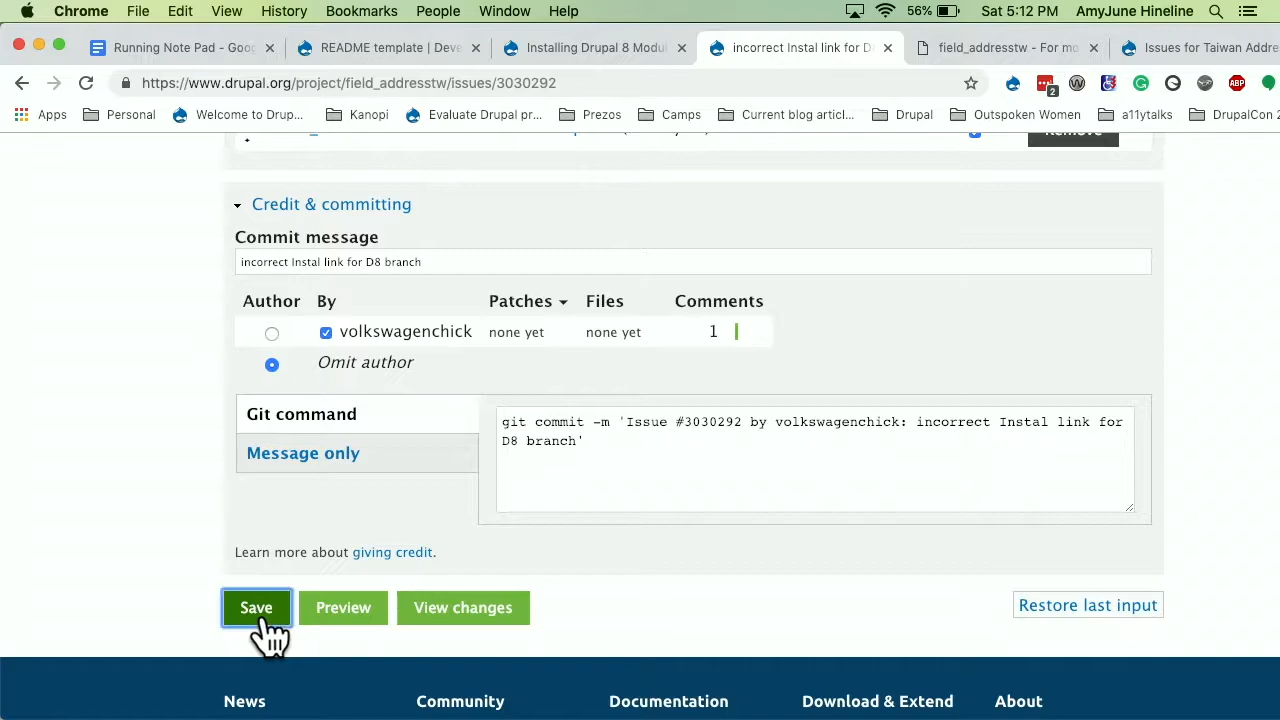 Chrome File Edit View History Bookmarks People Window Help 56% Sat 5:12 PM AmyJune Hineline
Running Note Pad - Goog
README template | Deve
Installing Drupal 8 Modul
incorrect Instal link for D
field_addresstw - For mo
Issues for Taiwan Addre
https://www.drupal.org/project/field_addresstw/issues/3030292
2
ABP
Apps Personal Welcome to Drup... Kanopi Evaluate Drupal pr... Prezos Camps Current blog articl... Drupal Outspoken Women a11ytalks DrupalCon 2
Remove
Credit & committing
Commit message
incorrect Instal link for D8 branch
Author By Patches Files Comments
volkswagenchick none yet none yet 1
Omit author
Git command
Message only
git commit -m 'Issue #3030292 by volkswagenchick: incorrect Instal link for
D8 branch'
Learn more about giving credit.
Save Preview View changes
Restore last input
News Community Documentation Download & Extend About